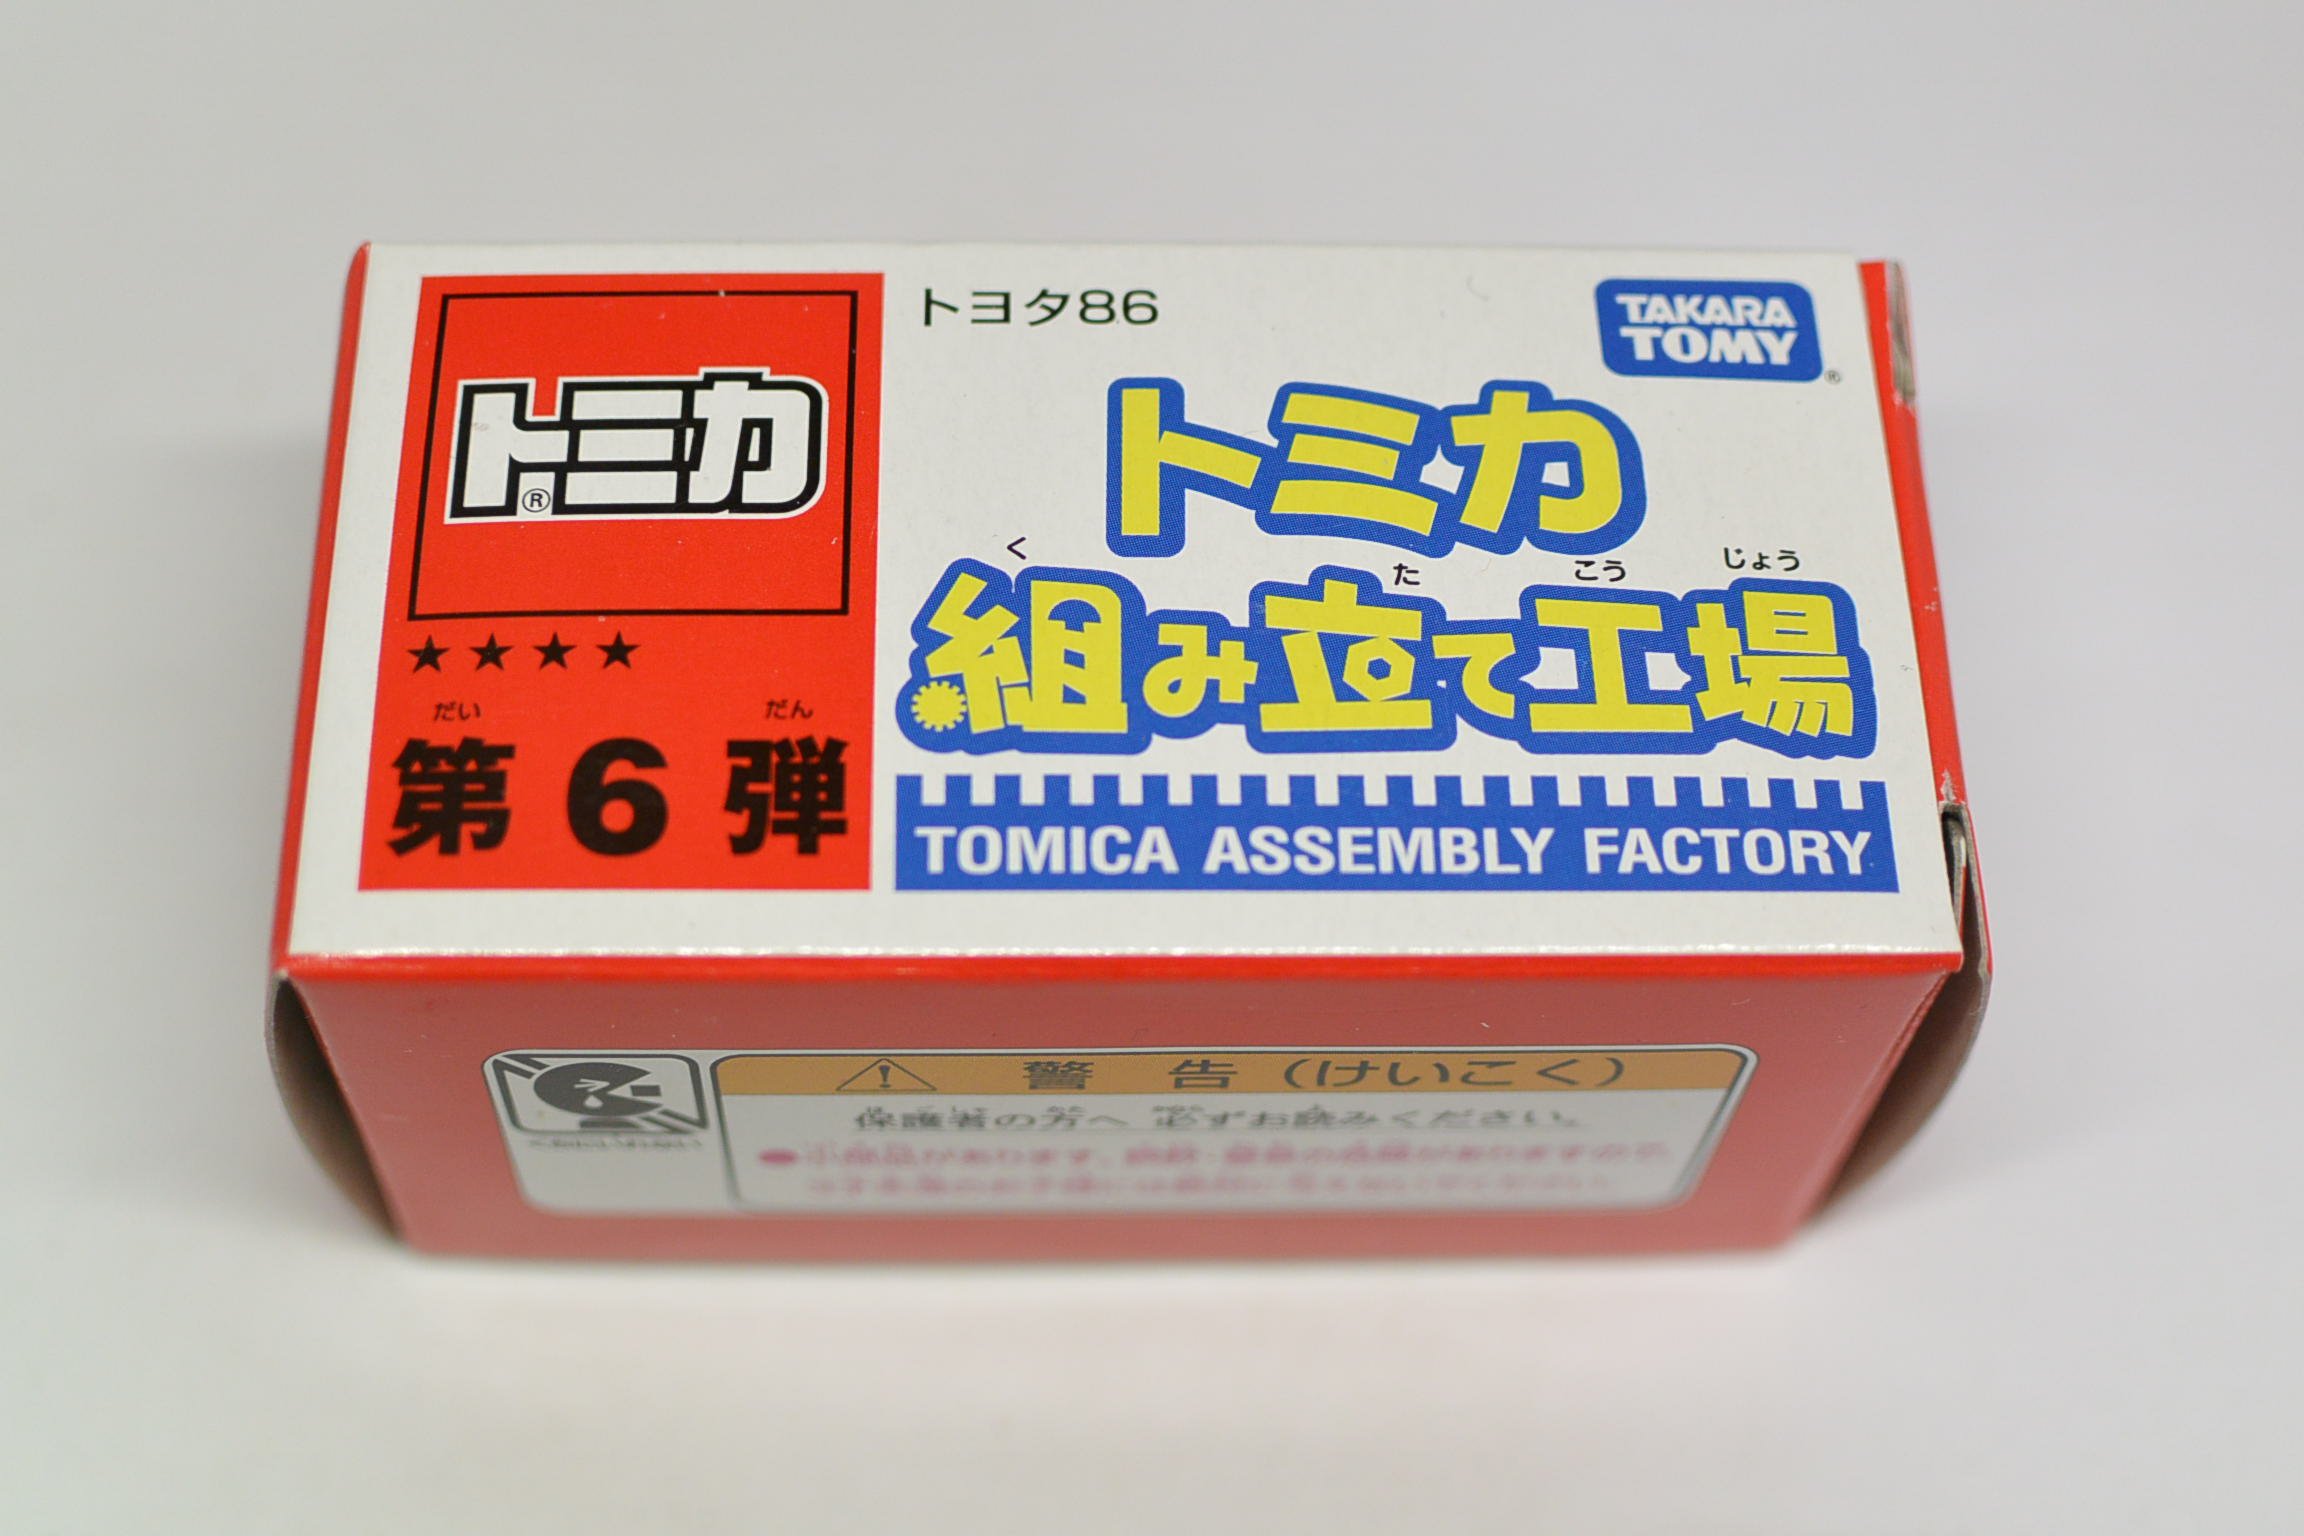 トミカ®
★★★★
だい だん
第6弾
トヨタ86
TAKARA
TOMY®
トミカ
く た こう じょう
組み立て工場
TOMICA ASSEMBLY FACTORY
警告(けいこく)
保護者の方へ 必ずお読みください。